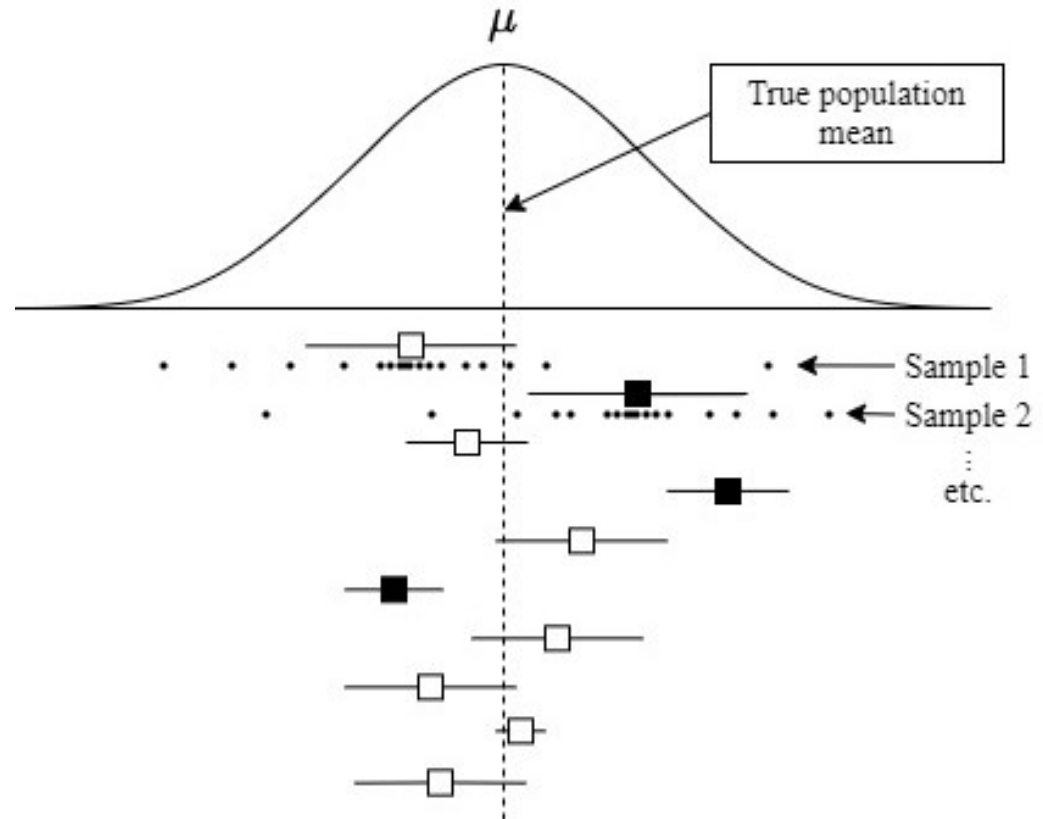 μ
True population
mean
Sample 1
Sample 2
⋮
etc.